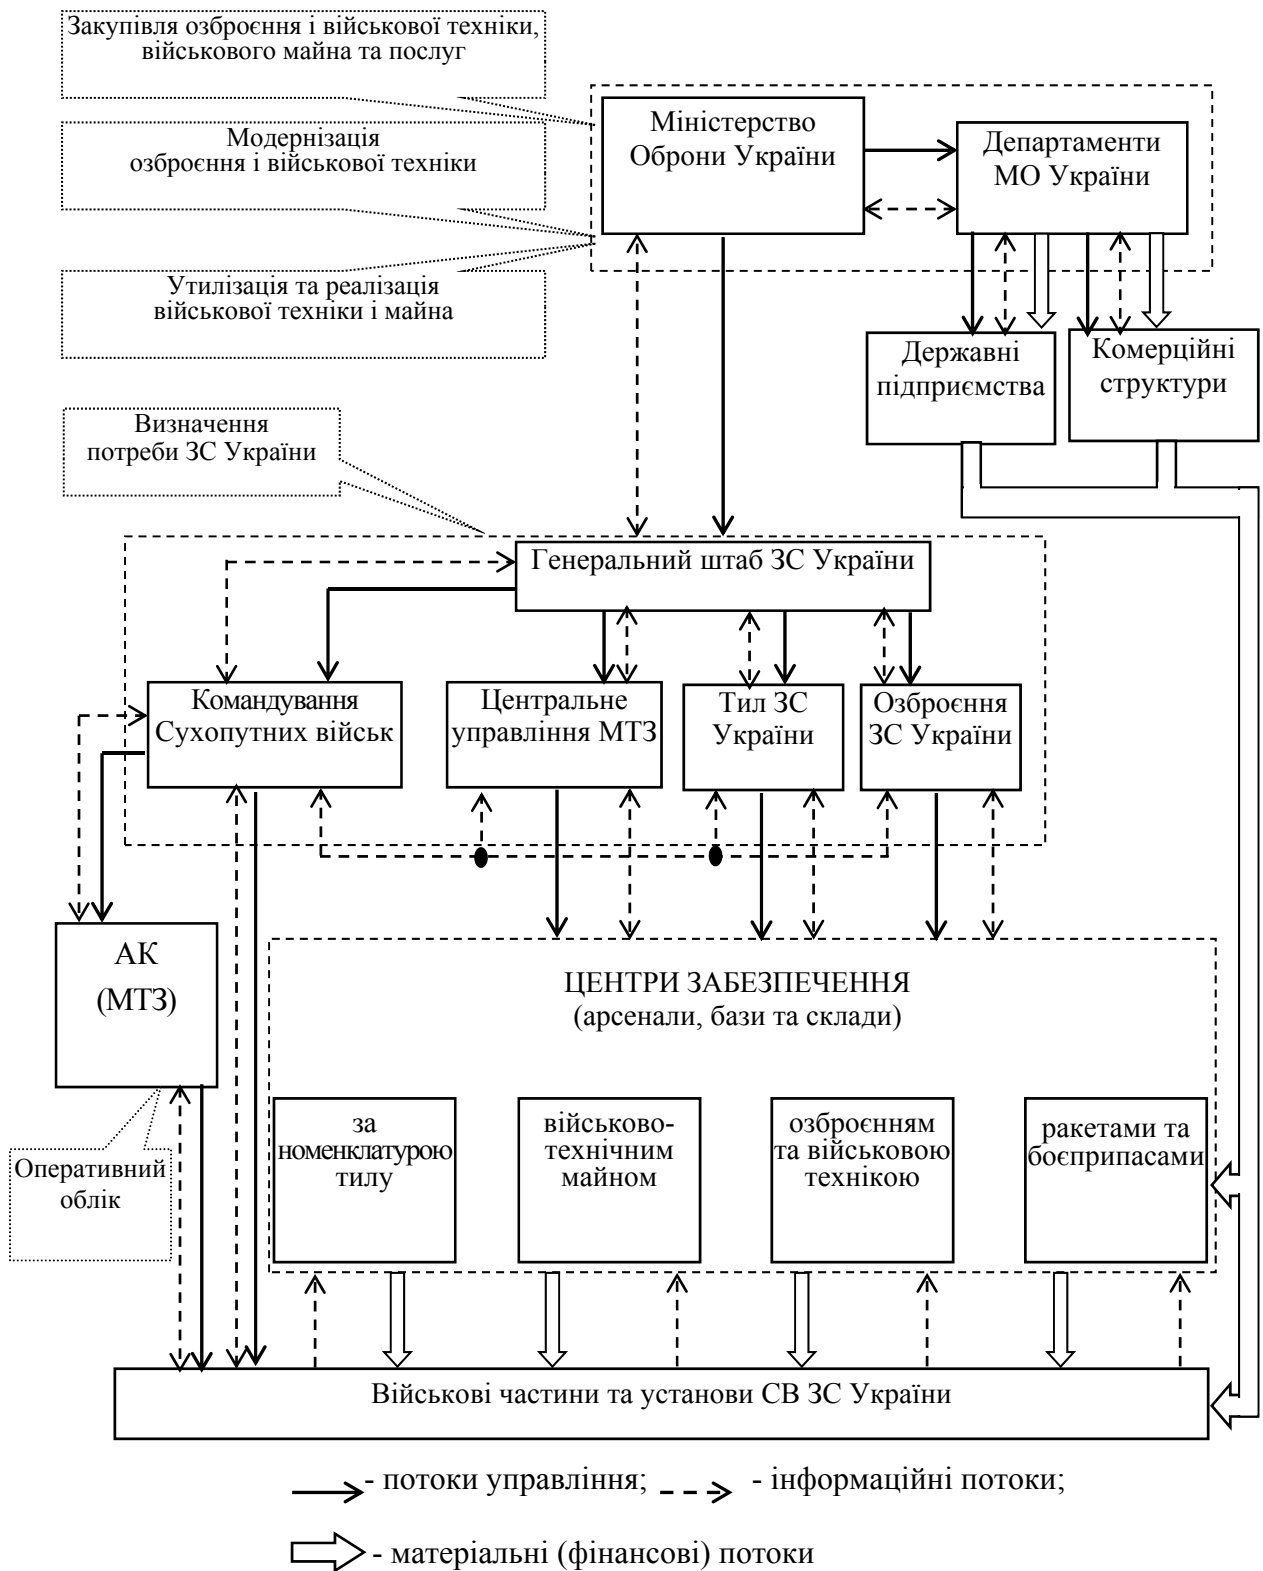 Закупівля озброєння і військової техніки,
військового майна та послуг
Модернізація
озброєння і військової техніки
Утилізація та реалізація
військової техніки і майна
Міністерство
Оброни України
Департаменти
МО України
Державні
підприємства
Комерційні
структури
Визначення
потреби ЗС України
Генеральний штаб ЗС України
Командування
Сухопутних військ
Центральне
управління МТЗ
Тил ЗС
України
Озброєння
ЗС України
АК
(МТЗ)
ЦЕНТРИ ЗАБЕЗПЕЧЕННЯ
(арсенали, бази та склади)
Оперативний
облік
за
номенклатурою
тилу
військово-
технічним
майном
озброєнням
та військовою
технікою
ракетами та
боєприпасами
Військові частини та установи СВ ЗС України
- потоки управління; - інформаційні потоки;
- матеріальні (фінансові) потоки